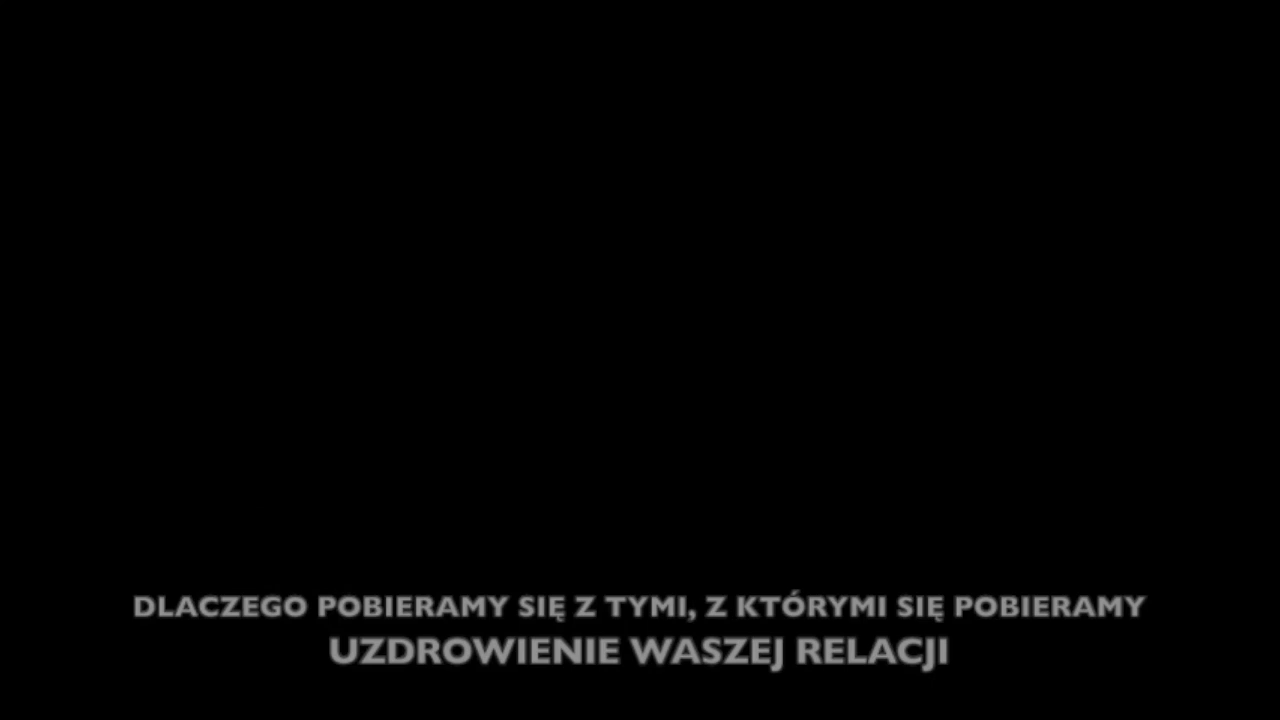 DLACZEGO POBIERAMY SIĘ Z TYMI, Z KTÓRYMI SIĘ POBIERAMY
UZDROWIENIE WASZEJ RELACJI